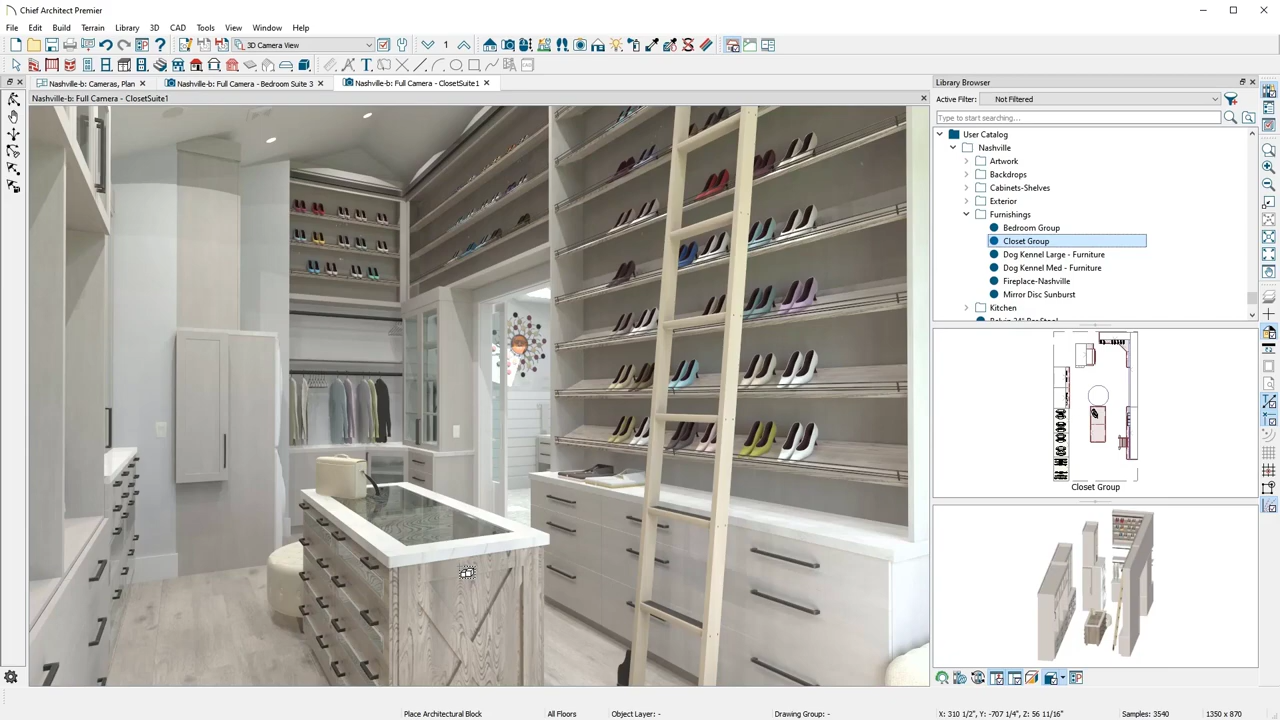 Chief Architect Premier
File Edit Build Terrain Library 3D CAD Tools View Window Help
3D Camera View
1
Nashville-b: Cameras, Plan
Nashville-b: Full Camera - Bedroom Suite 3
Nashville-b: Full Camera - ClosetSuite1
Nashville-b: Full Camera - ClosetSuite1
Library Browser
Active Filter: Not Filtered
Type to start searching...
User Catalog
Nashville
Artwork
Backdrops
Cabinets-Shelves
Exterior
Furnishings
Bedroom Group
Closet Group
Dog Kennel Large - Furniture
Dog Kennel Med - Furniture
Fireplace-Nashville
Mirror Disc Sunburst
Kitchen
Closet Group
Place Architectural Block
All Floors
Object Layer: -
Drawing Group: -
X: 310 1/2", Y: -707 1/4", Z: 56 11/16"
Samples: 3540
1350 x 870